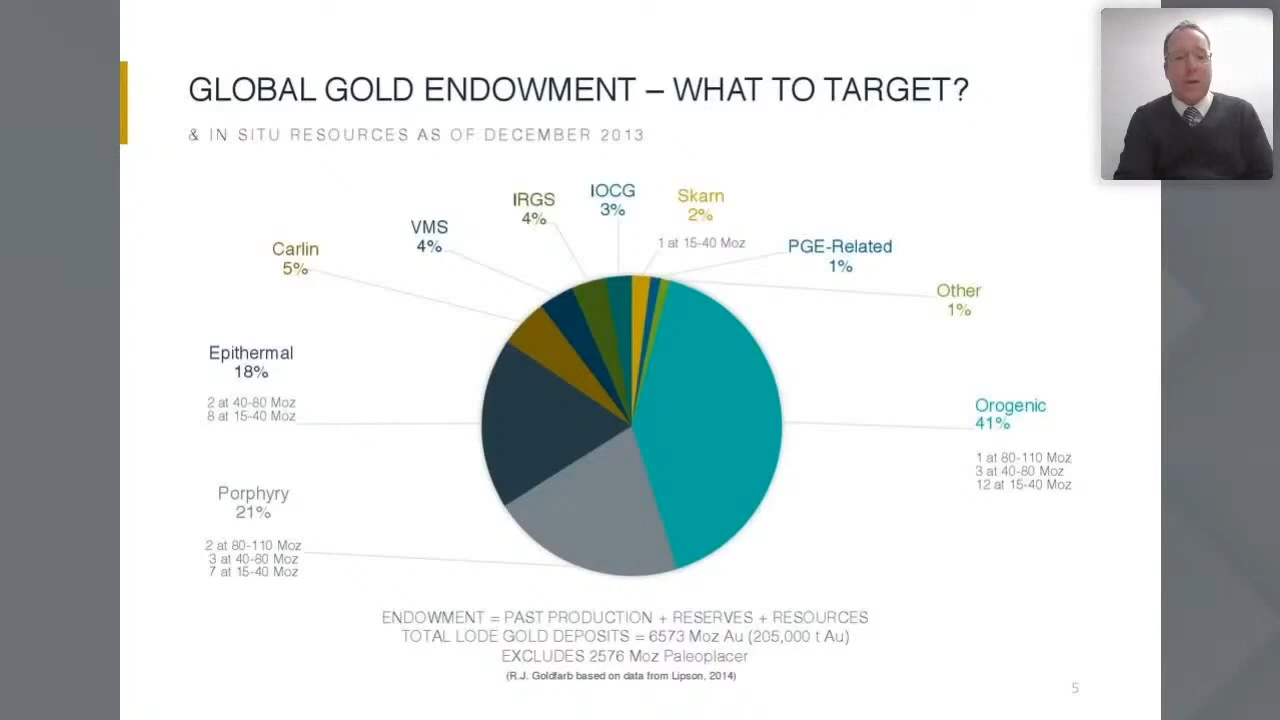 GLOBAL GOLD ENDOWMENT – WHAT TO TARGET?
& IN SITU RESOURCES AS OF DECEMBER 2013
IOCG
3%
Skarn
2%
1 at 15-40 Moz
IRGS
4%
VMS
4%
PGE-Related
1%
Carlin
5%
Other
1%
Epithermal
18%
2 at 40-80 Moz
8 at 15-40 Moz
Orogenic
41%
1 at 80-110 Moz
3 at 40-80 Moz
12 at 15-40 Moz
Porphyry
21%
2 at 80-110 Moz
3 at 40-80 Moz
7 at 15-40 Moz
ENDOWMENT = PAST PRODUCTION + RESERVES + RESOURCES
TOTAL LODE GOLD DEPOSITS = 6573 Moz Au (205,000 t Au)
EXCLUDES 2576 Moz Paleoplacer
(R.J. Goldfarb based on data from Lipson, 2014)
5